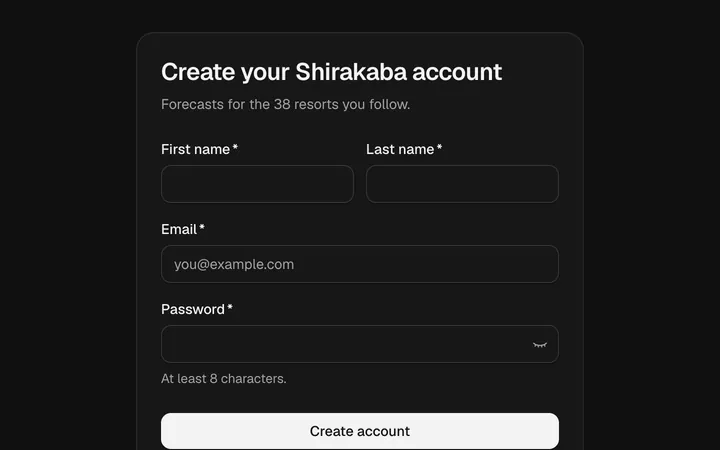 Create your Shirakaba account
Forecasts for the 38 resorts you follow.
First name*
Last name*
Email*
you@example.com
Password*
At least 8 characters.
Create account